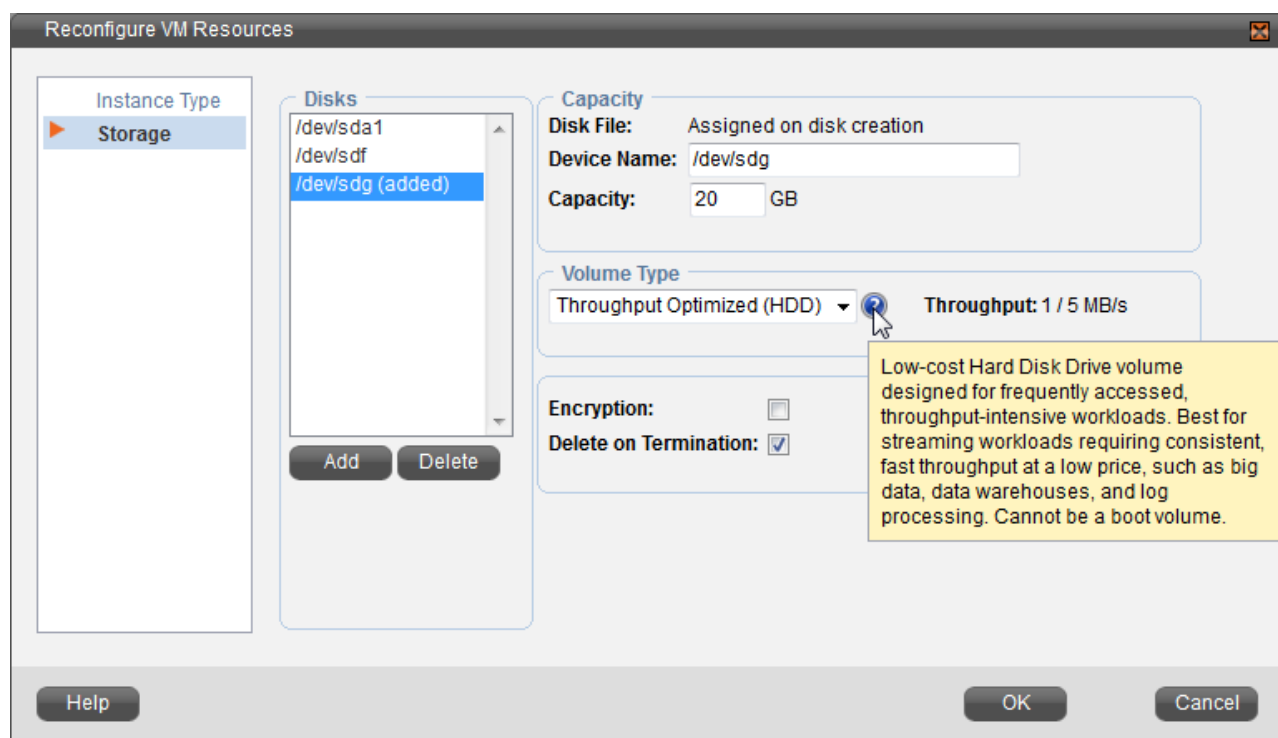 Reconfigure VM Resources
Instance Type
Storage
Disks
/dev/sda1
/dev/sdf
/dev/sdg (added)
Add Delete
Capacity
Disk File: Assigned on disk creation
Device Name: /dev/sdg
Capacity: 20 GB
Volume Type
Throughput Optimized (HDD) ? Throughput: 1 / 5 MB/s
Low-cost Hard Disk Drive volume
designed for frequently accessed,
throughput-intensive workloads. Best for
streaming workloads requiring consistent,
fast throughput at a low price, such as big
data, data warehouses, and log
processing. Cannot be a boot volume.
Encryption:
Delete on Termination:
Help OK Cancel